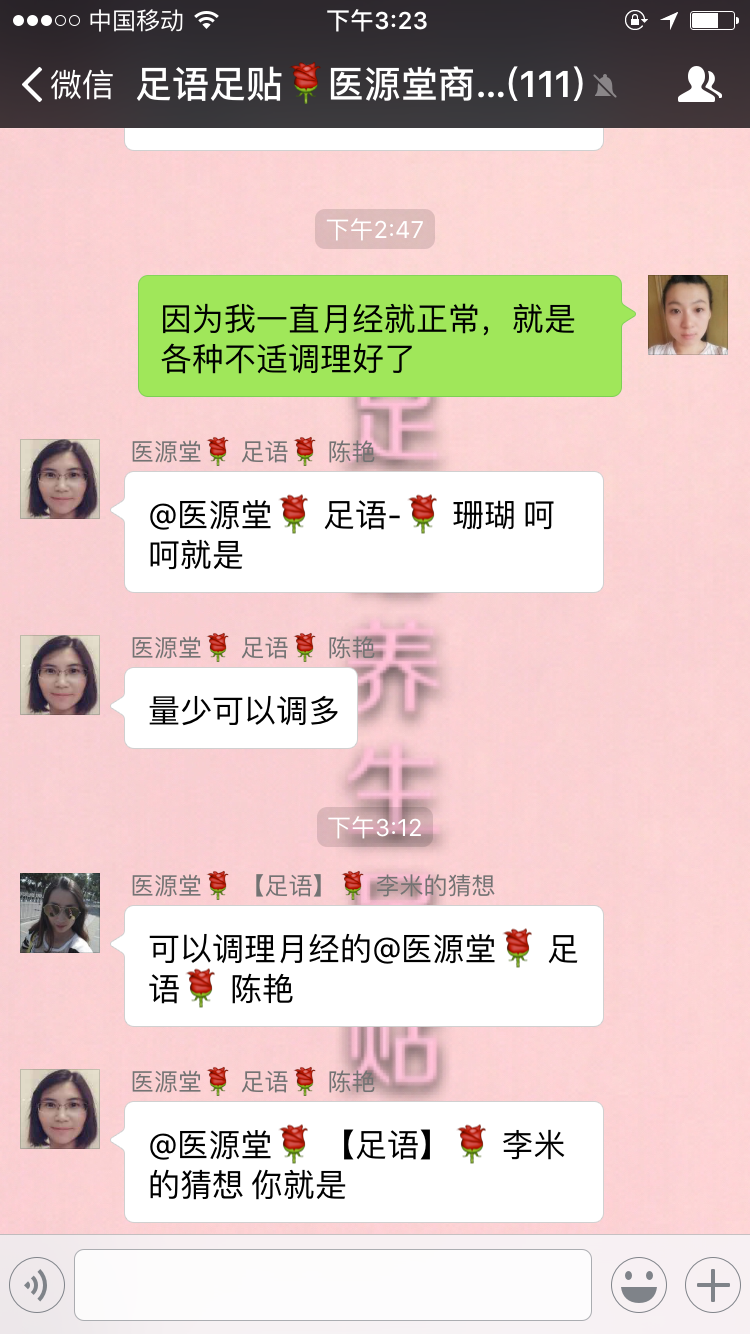 中国移动
下午3:23
微信
足语足贴🌹医源堂商...(111)
下午2:47
因为我一直月经就正常，就是
各种不适调理好了
医源堂🌹 足语🌹 陈艳
@医源堂🌹 足语-🌹 珊瑚 呵
呵就是
医源堂🌹 足语🌹 陈艳
量少可以调多
下午3:12
医源堂🌹 【足语】 🌹 李米的猜想
可以调理月经的@医源堂🌹 足
语🌹 陈艳
医源堂🌹 足语🌹 陈艳
@医源堂🌹 【足语】 🌹 李米
的猜想 你就是
足
养
生
贴